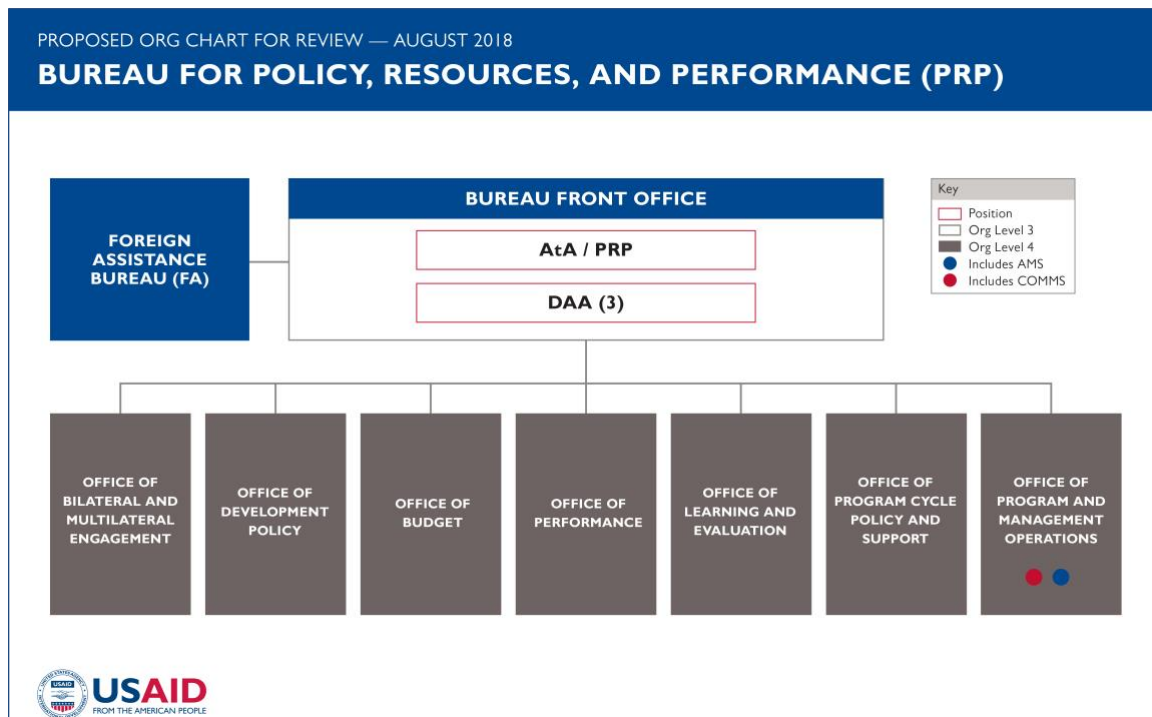 PROPOSED ORG CHART FOR REVIEW — AUGUST 2018
BUREAU FOR POLICY, RESOURCES, AND PERFORMANCE (PRP)
FOREIGN
ASSISTANCE
BUREAU (FA)
BUREAU FRONT OFFICE
AtA / PRP
DAA (3)
Key
Position
Org Level 3
Org Level 4
Includes AMS
Includes COMMS
OFFICE OF
BILATERAL AND
MULTILATERAL
ENGAGEMENT
OFFICE OF
DEVELOPMENT
POLICY
OFFICE OF
BUDGET
OFFICE OF
PERFORMANCE
OFFICE OF
LEARNING AND
EVALUATION
OFFICE OF
PROGRAM CYCLE
POLICY AND
SUPPORT
OFFICE OF
PROGRAM AND
MANAGEMENT
OPERATIONS
USAID
USAID
FROM THE AMERICAN PEOPLE